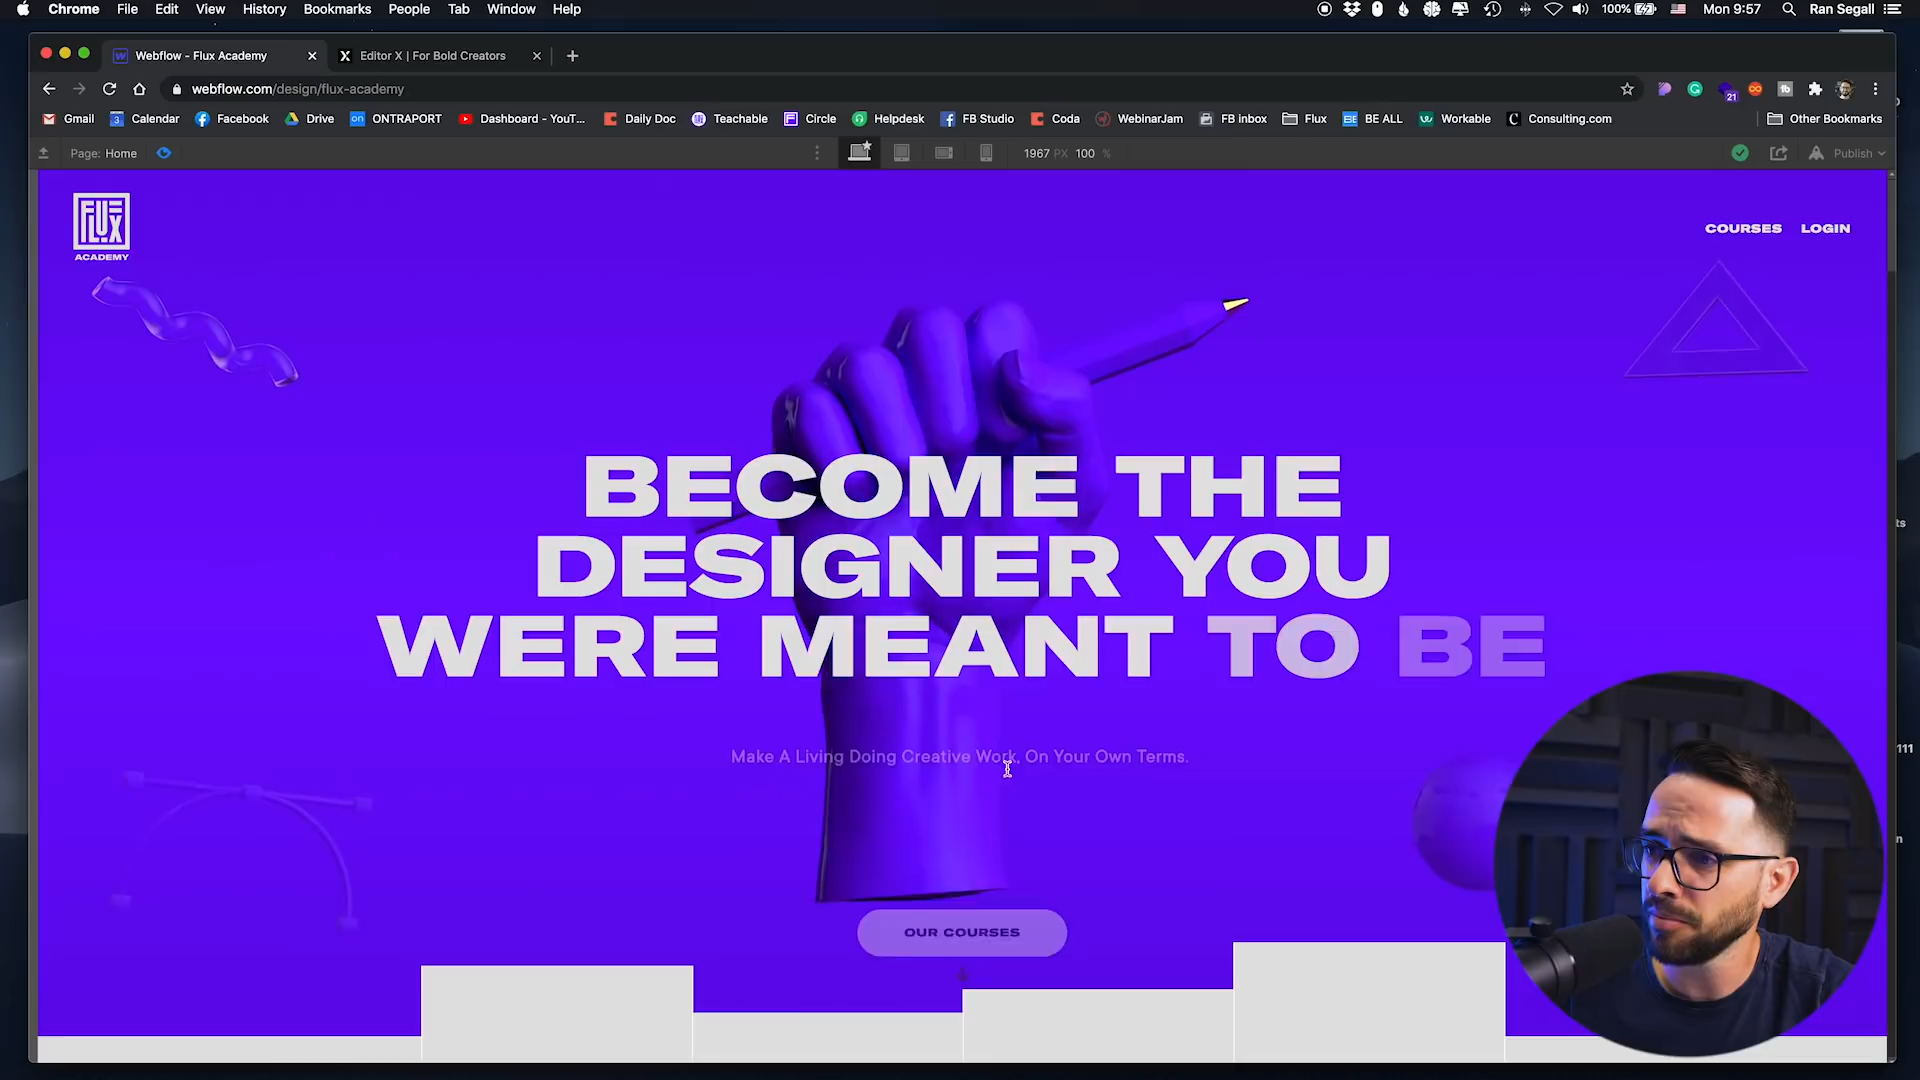 Chrome File Edit View History Bookmarks People Tab Window Help 100% Mon 9:57 Ran Segall
Webflow - Flux Academy Editor X | For Bold Creators
webflow.com/design/flux-academy 21
Gmail Calendar Facebook Drive ONTRAPORT Dashboard - YouT... Daily Doc Teachable Circle Helpdesk FB Studio Coda WebinarJam FB inbox Flux BE ALL Workable Consulting.com Other Bookmarks
Page: Home 1967 PX 100 % Publish
FLUX
ACADEMY
COURSES LOGIN
BECOME THE
DESIGNER YOU
WERE MEANT TO BE
Make A Living Doing Creative Work, On Your Own Terms.
OUR COURSES